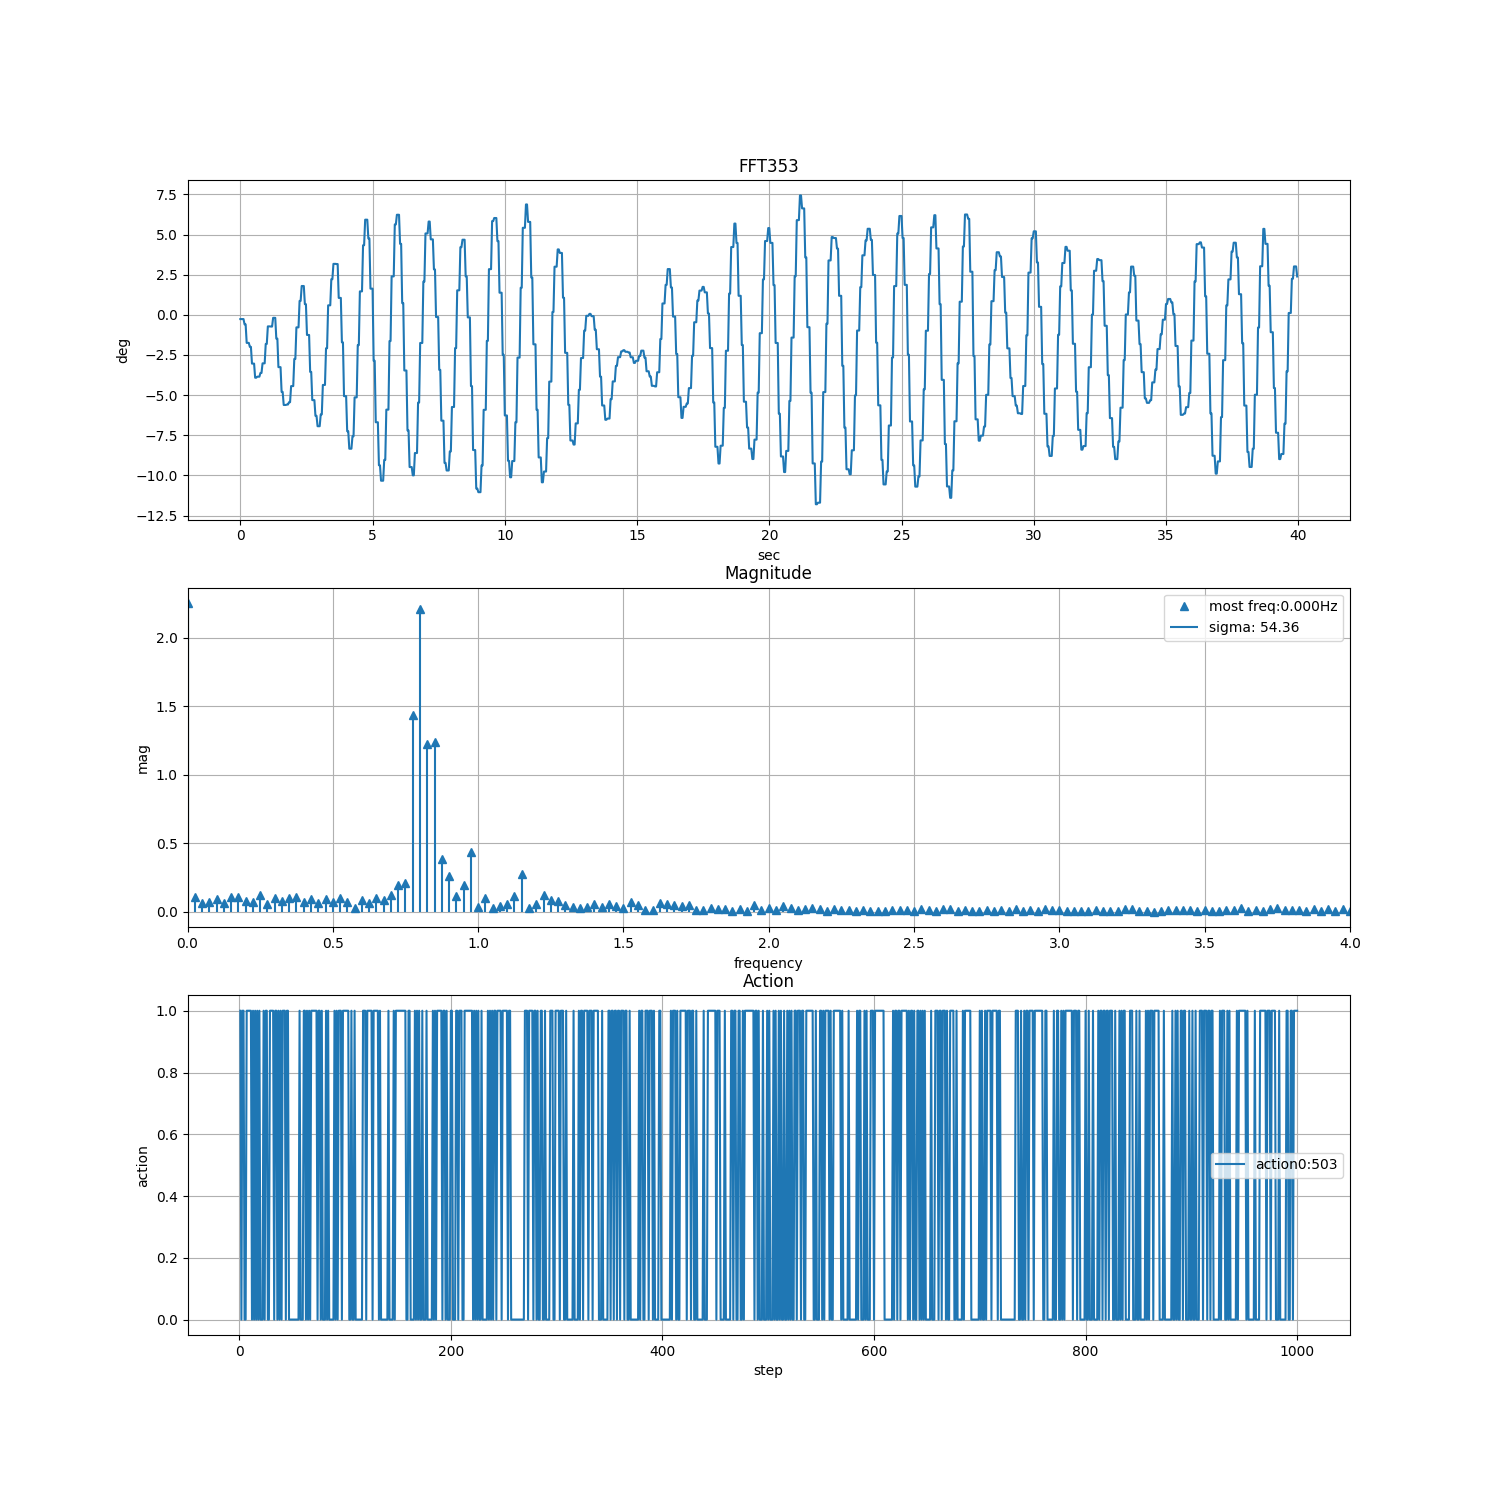 FFT353
7.5
5.0
2.5
0.0
−2.5
−5.0
−7.5
−10.0
−12.5
deg
0 5 10 15 20 25 30 35 40
sec
Magnitude
2.0
1.5
1.0
0.5
0.0
mag
most freq:0.000Hz
sigma: 54.36
0.0 0.5 1.0 1.5 2.0 2.5 3.0 3.5 4.0
frequency
Action
1.0
0.8
0.6
0.4
0.2
0.0
action
action0:503
0 200 400 600 800 1000
step